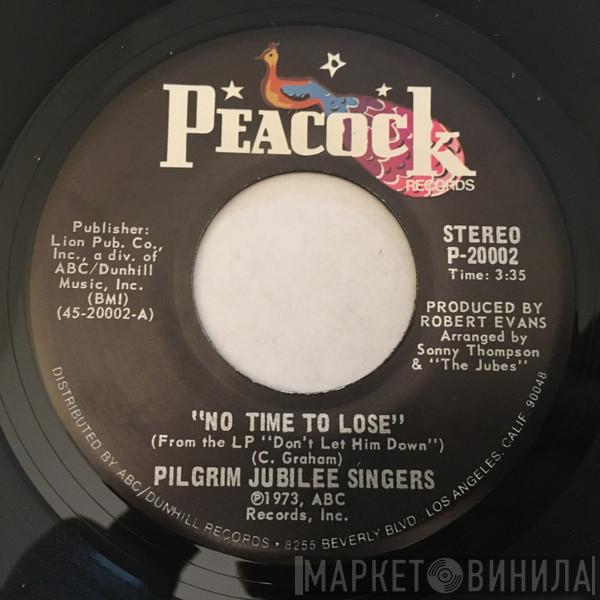 PEACOCK
RECORDS
Publisher:
Lion Pub. Co.,
Inc., a div. of
ABC/Dunhill
Music, Inc.
(BMI)
(45-20002-A)
STEREO
P-20002
Time: 3:35
PRODUCED BY
ROBERT EVANS
Arranged by
Sonny Thompson
& "The Jubes"
"NO TIME TO LOSE"
(From the LP "Don't Let Him Down")
(C. Graham)
PILGRIM JUBILEE SINGERS
℗1973, ABC
Records, Inc.
DISTRIBUTED BY ABC/DUNHILL RECORDS • 8255 BEVERLY BLVD., LOS ANGELES, CALIF. 90048
МАРКЕТ ВИНИЛА